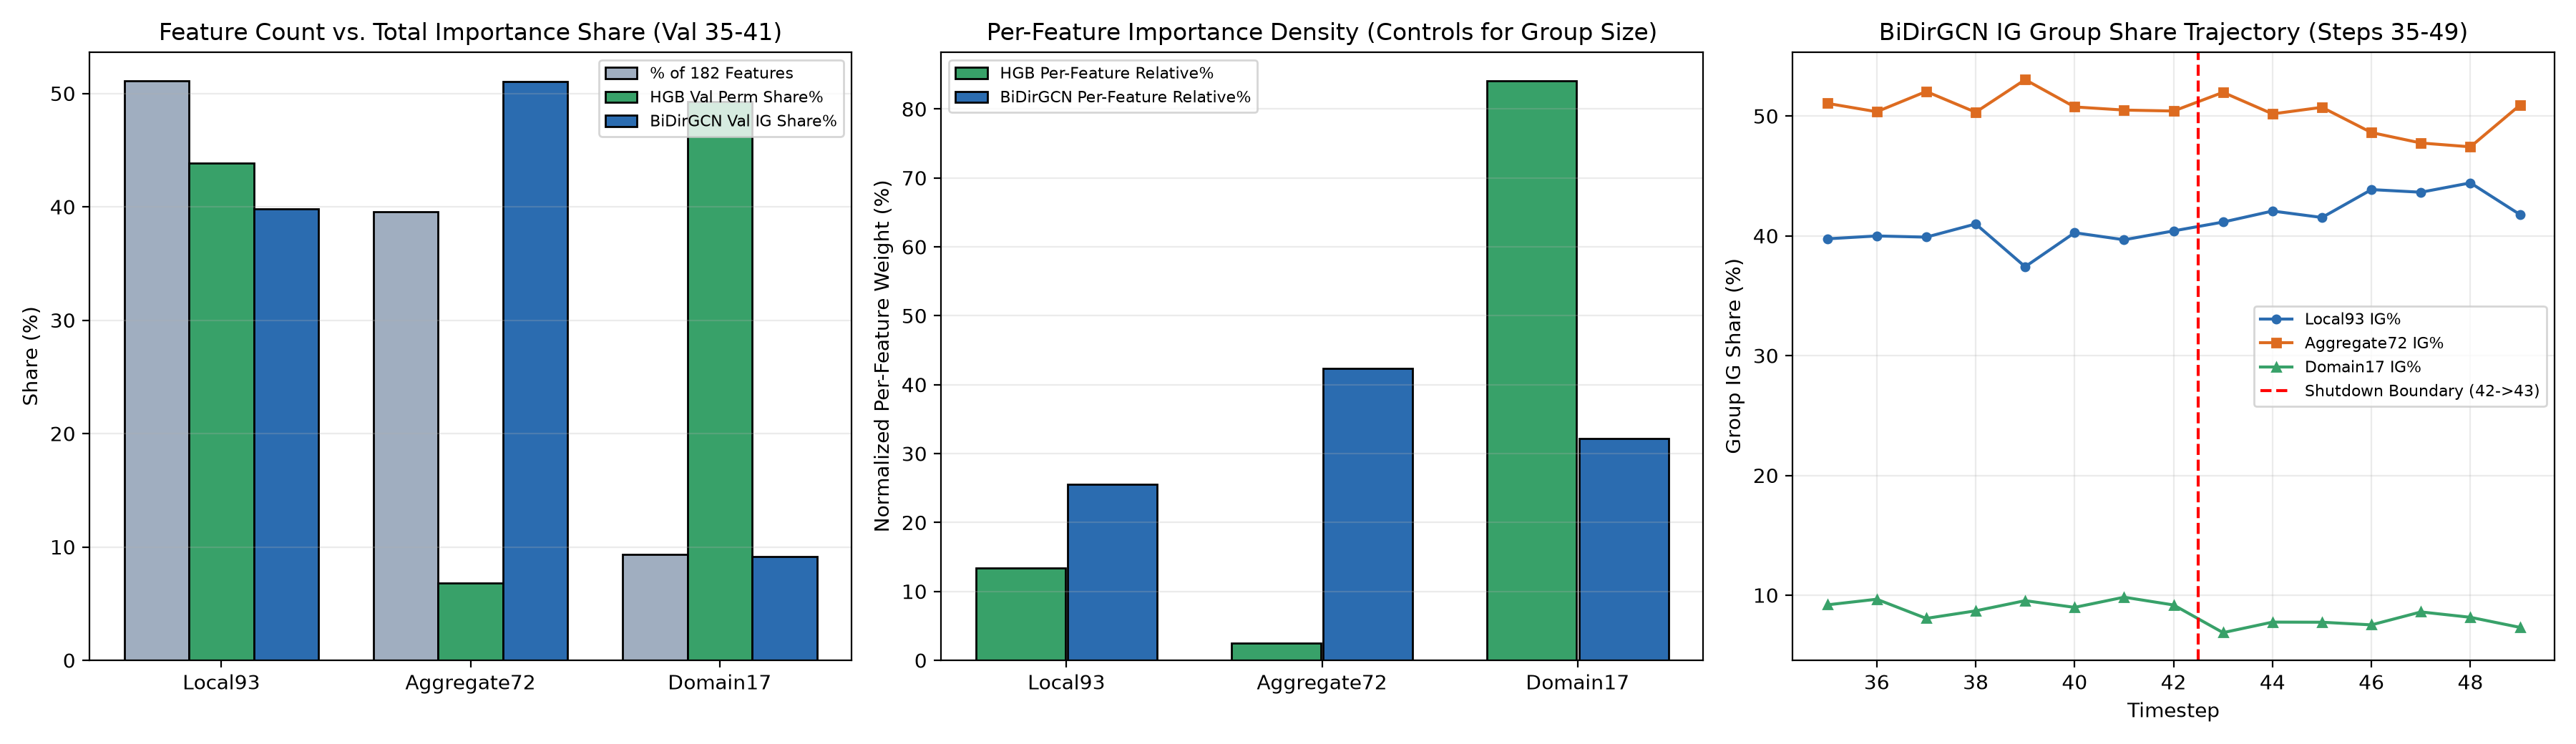 Feature Count vs. Total Importance Share (Val 35-41)
Share (%)
50
40
30
20
10
0
% of 182 Features
HGB Val Perm Share%
BiDirGCN Val IG Share%
Local93
Aggregate72
Domain17
Per-Feature Importance Density (Controls for Group Size)
Normalized Per-Feature Weight (%)
80
70
60
50
40
30
20
10
0
HGB Per-Feature Relative%
BiDirGCN Per-Feature Relative%
Local93
Aggregate72
Domain17
BiDirGCN IG Group Share Trajectory (Steps 35-49)
Group IG Share (%)
50
40
30
20
10
Local93 IG%
Aggregate72 IG%
Domain17 IG%
Shutdown Boundary (42->43)
36
38
40
42
44
46
48
Timestep